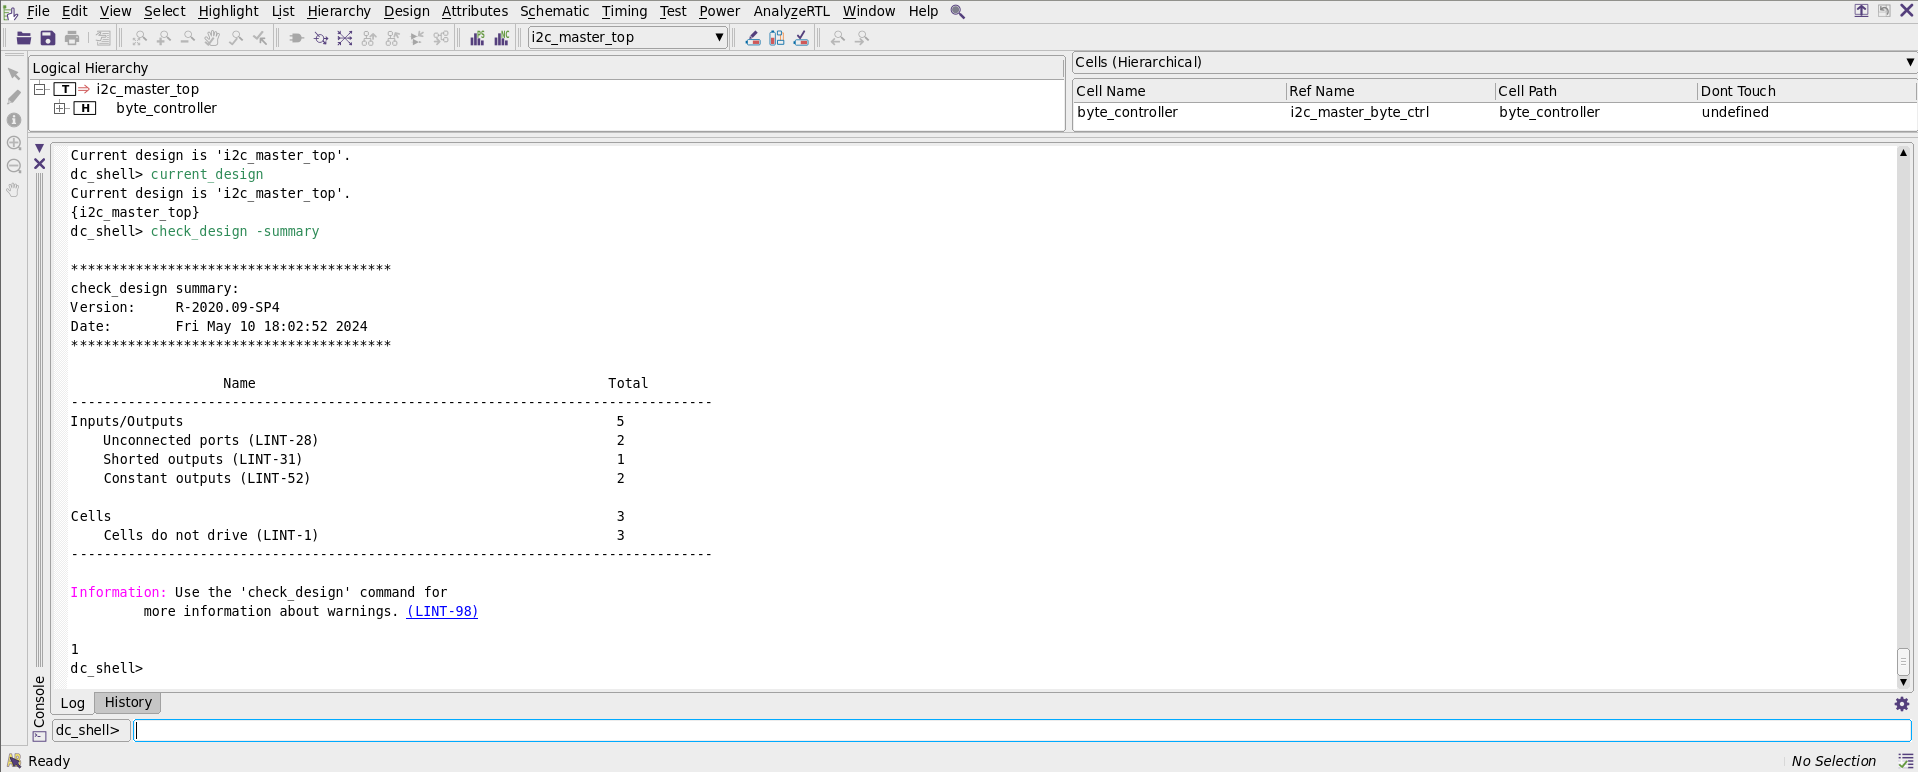 File Edit View Select Highlight List Hierarchy Design Attributes Schematic Timing Test Power AnalyzeRTL Window Help
i2c_master_top
Logical Hierarchy
T i2c_master_top
H byte_controller
Cells (Hierarchical)
Cell Name Ref Name Cell Path Dont Touch
byte_controller i2c_master_byte_ctrl byte_controller undefined
Current design is 'i2c_master_top'.
dc_shell> current_design
Current design is 'i2c_master_top'.
{i2c_master_top}
dc_shell> check_design -summary
****************************************
check_design summary:
Version:     R-2020.09-SP4
Date:        Fri May 10 18:02:52 2024
****************************************
Name                                            Total
--------------------------------------------------------------------------------
Inputs/Outputs                                                      5
    Unconnected ports (LINT-28)                                     2
    Shorted outputs (LINT-31)                                       1
    Constant outputs (LINT-52)                                      2
Cells                                                               3
    Cells do not drive (LINT-1)                                     3
--------------------------------------------------------------------------------
Information: Use the 'check_design' command for
         more information about warnings. (LINT-98)
1
dc_shell>
Console
Log History
dc_shell>
Ready
No Selection